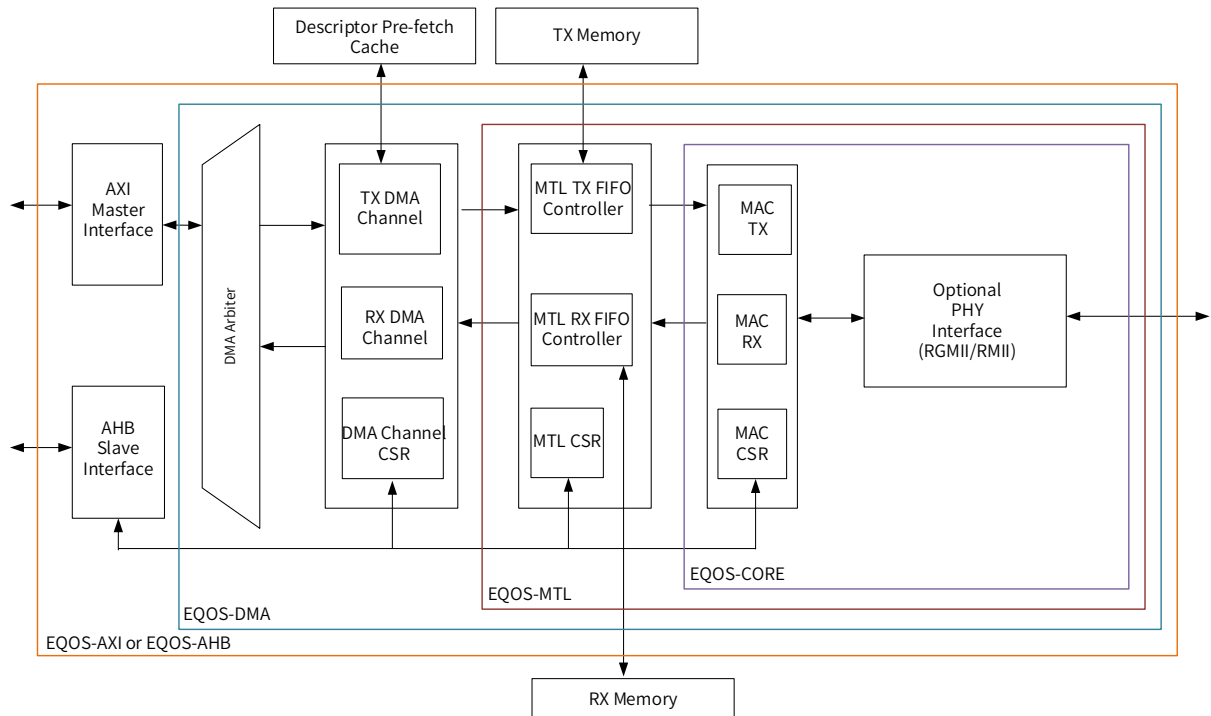 Descriptor Pre-fetch
Cache
TX Memory
AXI
Master
Interface
AHB
Slave
Interface
DMA Arbiter
TX DMA
Channel
RX DMA
Channel
DMA Channel
CSR
MTL TX FIFO
Controller
MTL RX FIFO
Controller
MTL CSR
MAC
TX
MAC
RX
MAC
CSR
Optional
PHY
Interface
(RGMII/RMII)
EQOS-CORE
EQOS-MTL
EQOS-DMA
EQOS-AXI or EQOS-AHB
RX Memory